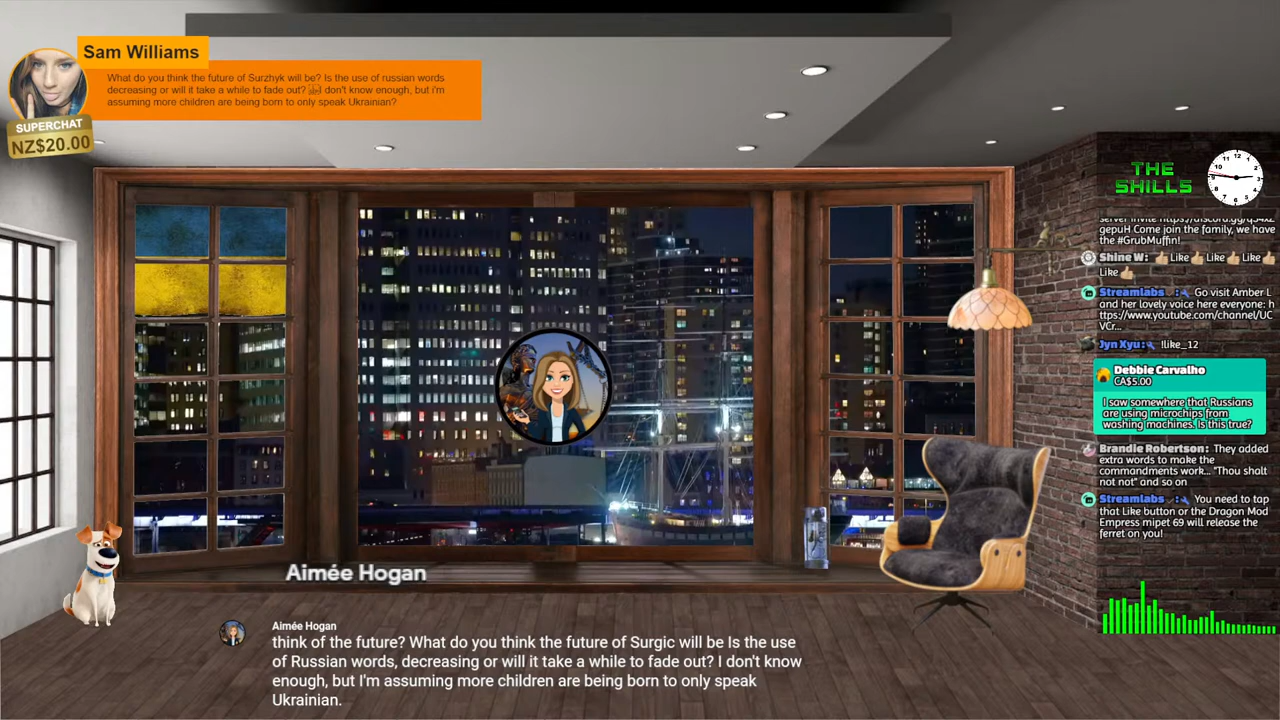 Sam Williams
What do you think the future of Surzhyk will be? Is the use of russian words
decreasing or will it take a while to fade out? I don't know enough, but i'm
assuming more children are being born to only speak Ukrainian?
SUPERCHAT
NZ$20.00
THE
SHILLS
gepuH Come join the family, we have
the #GrubMuffin!
Shine W: 👍Like👍Like👍Like👍
Like👍
Streamlabs : Go visit Amber L
and her lovely voice here everyone: h
ttps://www.youtube.com/channel/UC
VCr...
Jyn Xyu: !like_12
Debbie Carvalho
CA$5.00
I saw somewhere that Russians
are using microchips from
washing machines. Is this true?
Brandie Robertson: They added
extra words to make the
commandments work... "Thou shalt
not not" and so on
Streamlabs : You need to tap
that Like button or the Dragon Mod
Empress mipet 69 will release the
ferret on you!
Aimée Hogan
Aimée Hogan
think of the future? What do you think the future of Surgic will be Is the use
of Russian words, decreasing or will it take a while to fade out? I don't know
enough, but I'm assuming more children are being born to only speak
Ukrainian.